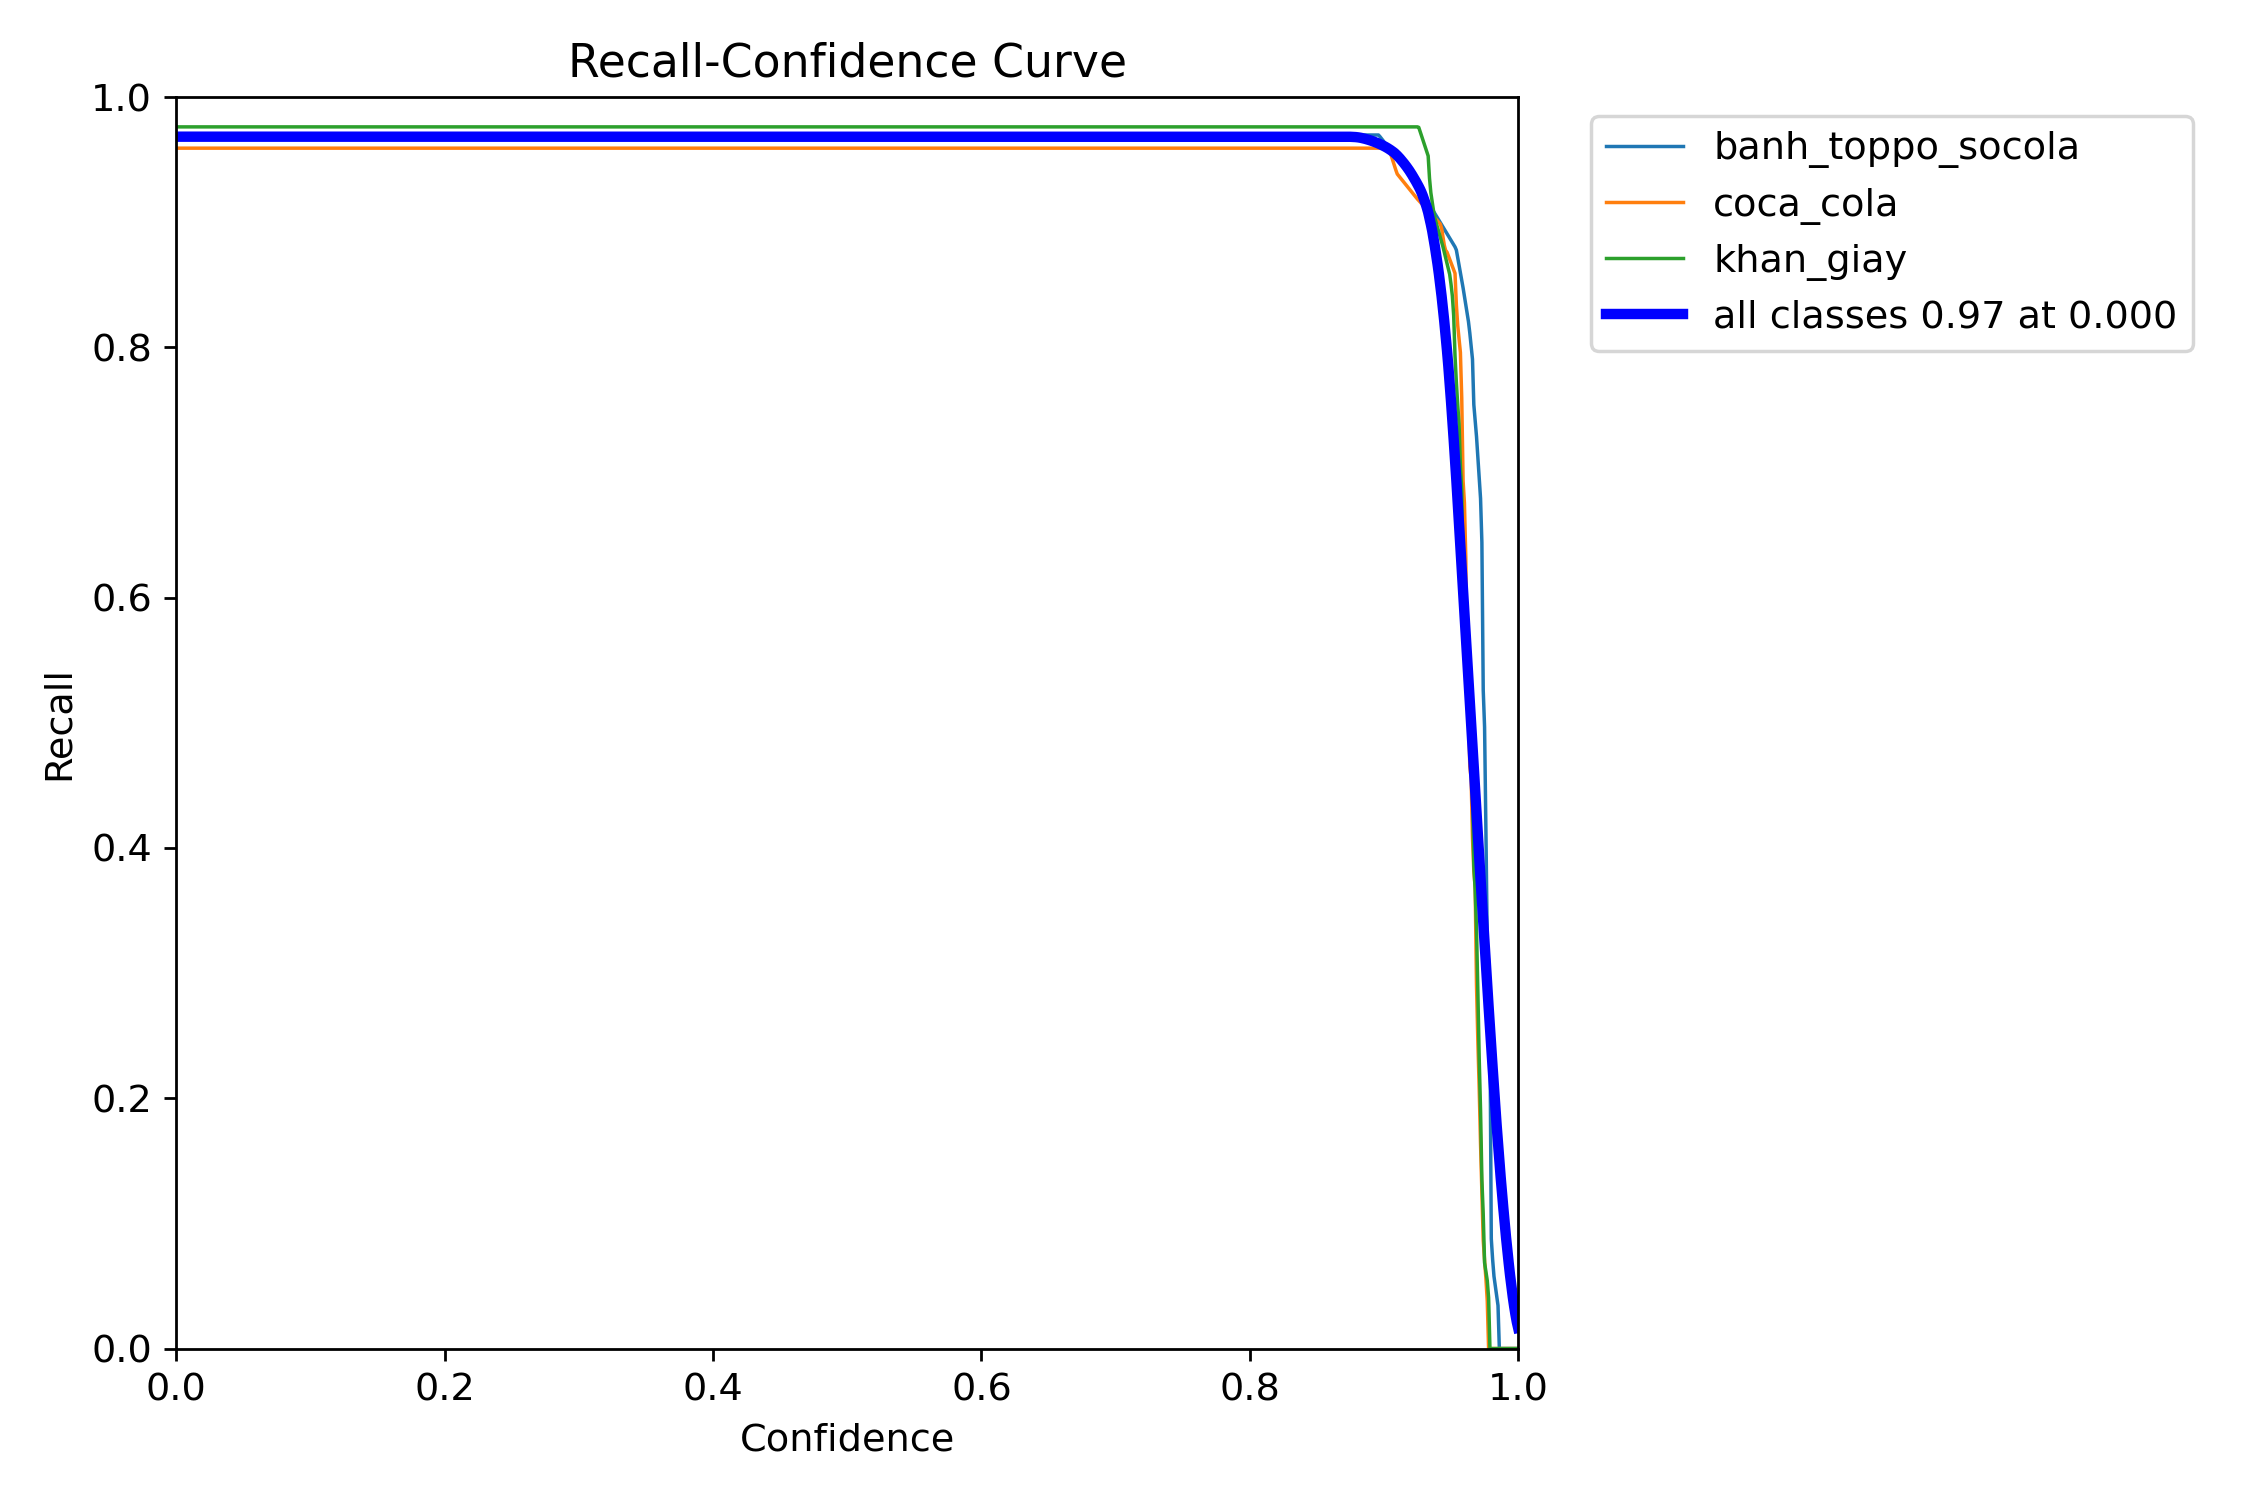 Recall-Confidence Curve
1.0
0.8
0.6
0.4
0.2
0.0
Recall
0.0 0.2 0.4 0.6 0.8 1.0
Confidence
banh_toppo_socola
coca_cola
khan_giay
all classes 0.97 at 0.000